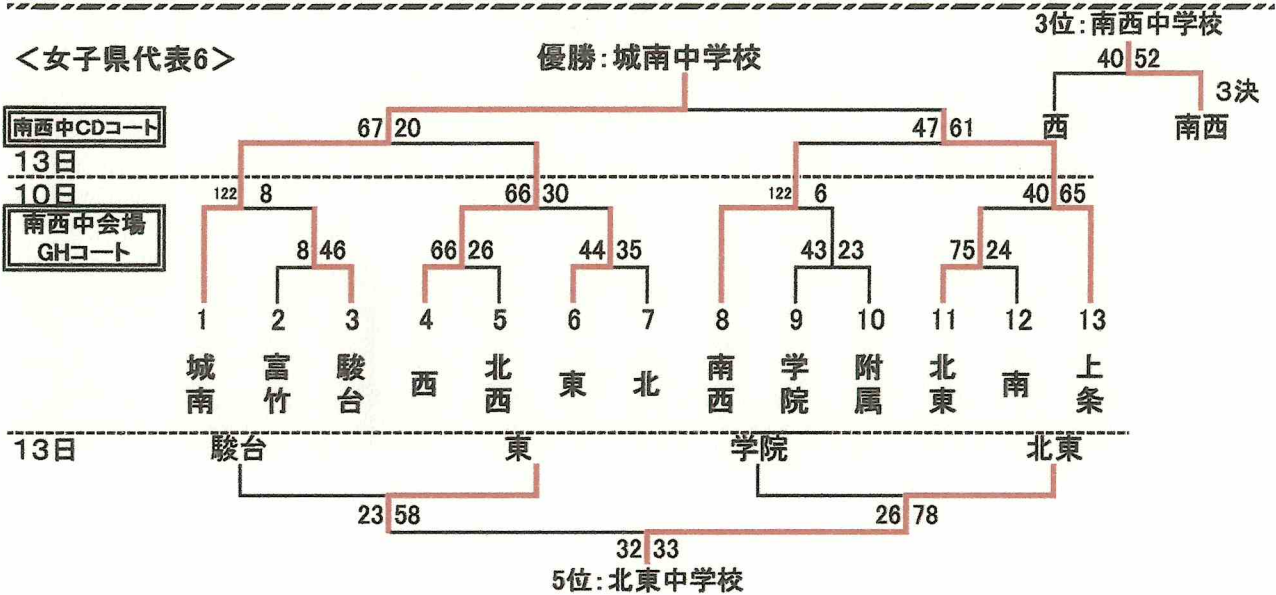 3位:南西中学校
＜女子県代表6＞
優勝:城南中学校
40 52
3決
南西中CDコート
67 20
47 61
西
南西
13日
10日
122 8
66 30
122 6
40 65
南西中会場
GHコート
8 46
66 26
44 35
43 23
75 24
1 2 3 4 5 6 7 8 9 10 11 12 13
城南 富竹 駿台 西 北西 東 北 南西 学院 附属 北東 南 上条
13日
駿台 東 学院 北東
23 58
26 78
32 33
5位:北東中学校